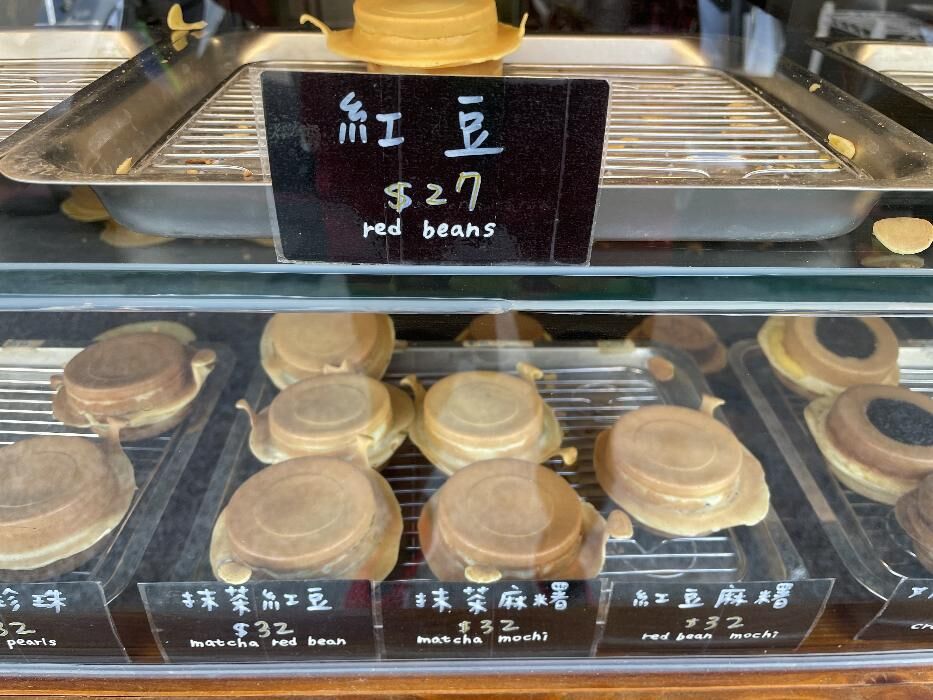 紅豆
$27
red beans
珍珠
32
pearls
抹茶紅豆
$32
matcha red bean
抹茶麻糬
$32
matcha mochi
紅豆麻糬
$32
red bean mochi